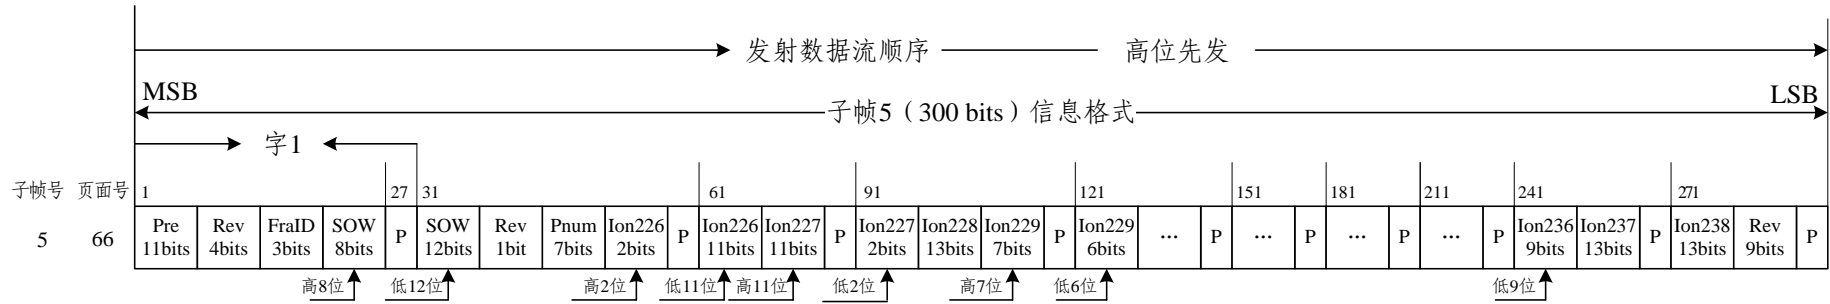 发射数据流顺序 高位先发
MSB LSB
子帧5（300 bits）信息格式
字1
子帧号 页面号 1 27 31 61 91 121 151 181 211 241 271
5 66 Pre 11bits Rev 4bits FraID 3bits SOW 8bits P SOW 12bits Rev 1bit Pnum 7bits Ion226 2bits P Ion226 11bits Ion227 11bits P Ion227 2bits Ion228 13bits Ion229 7bits P Ion229 6bits ... P ... P ... P ... P Ion236 9bits Ion237 13bits P Ion238 13bits Rev 9bits P
高8位 低12位 高2位 低11位 高11位 低2位 高7位 低6位 低9位